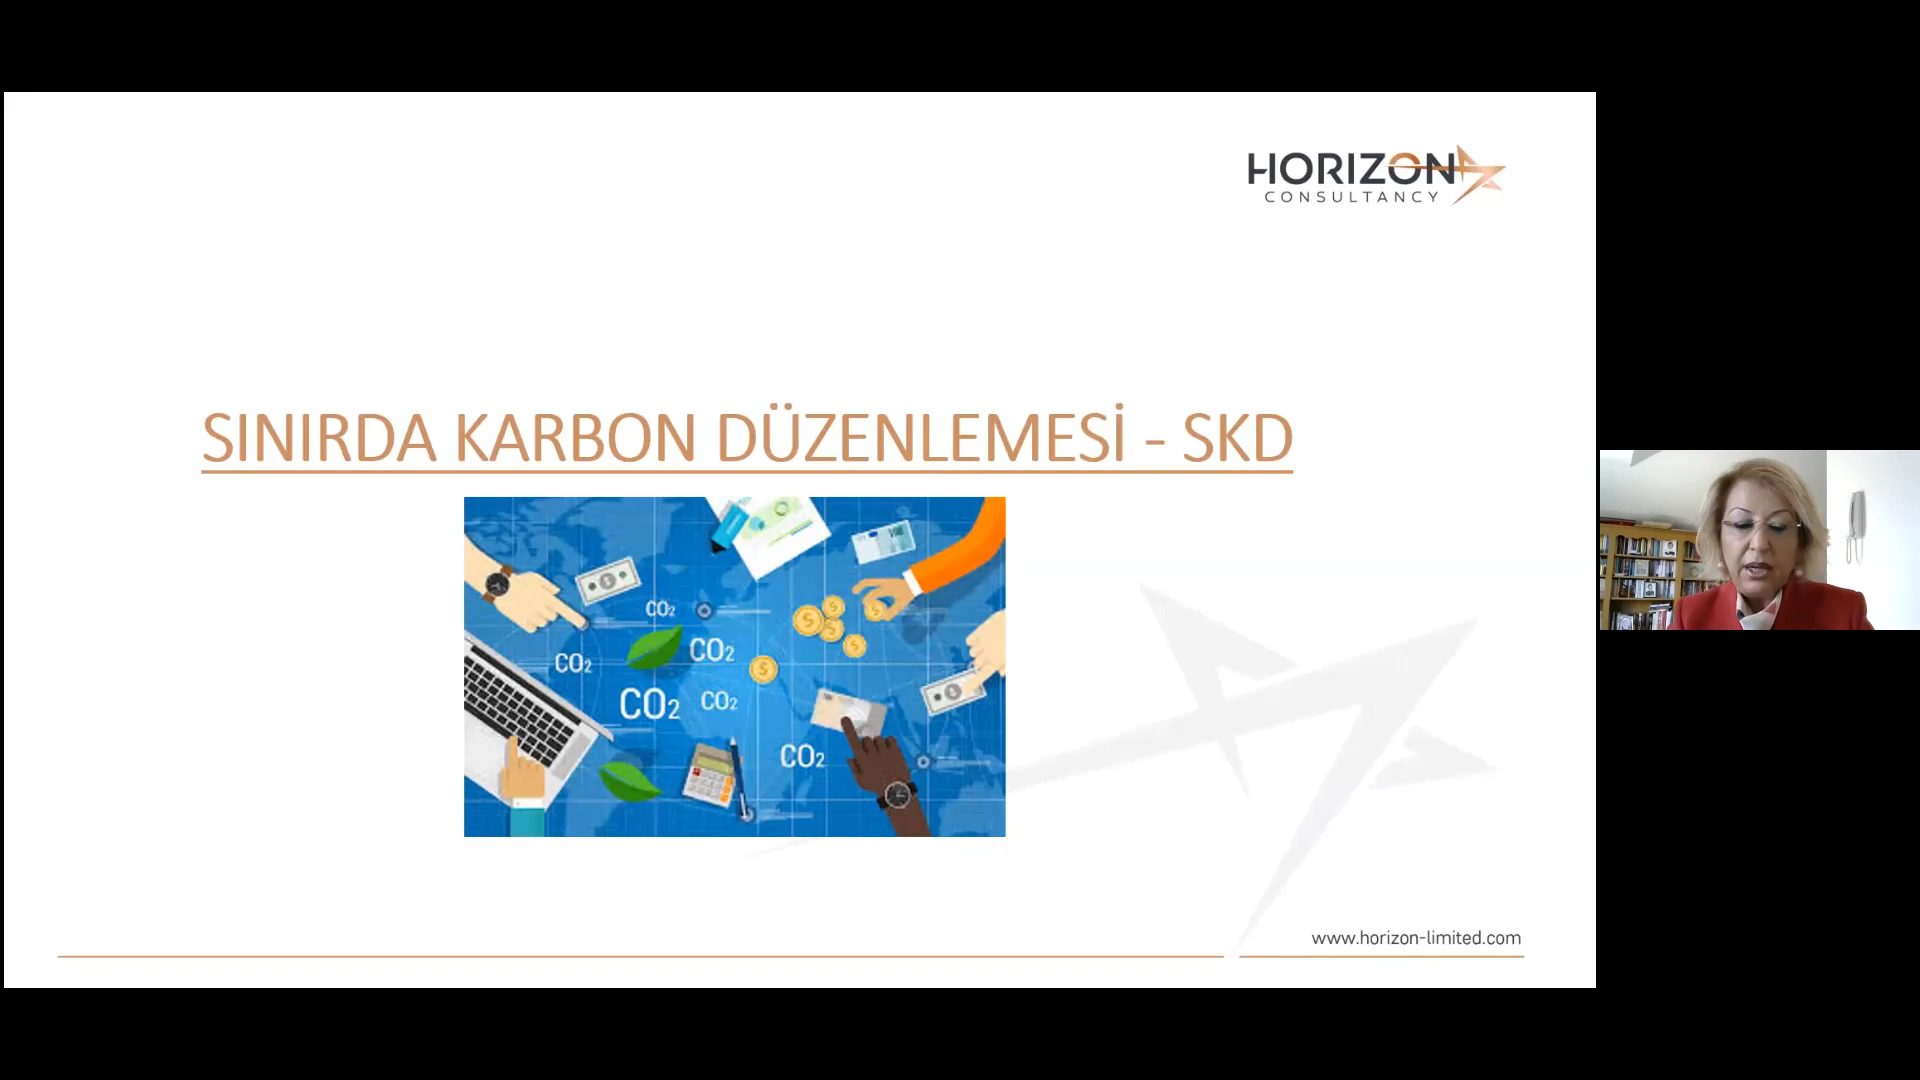 HORIZON
CONSULTANCY
SINIRDA KARBON DÜZENLEMESİ - SKD
CO2
CO2
CO2
CO2
CO2
CO2
www.horizon-limited.com